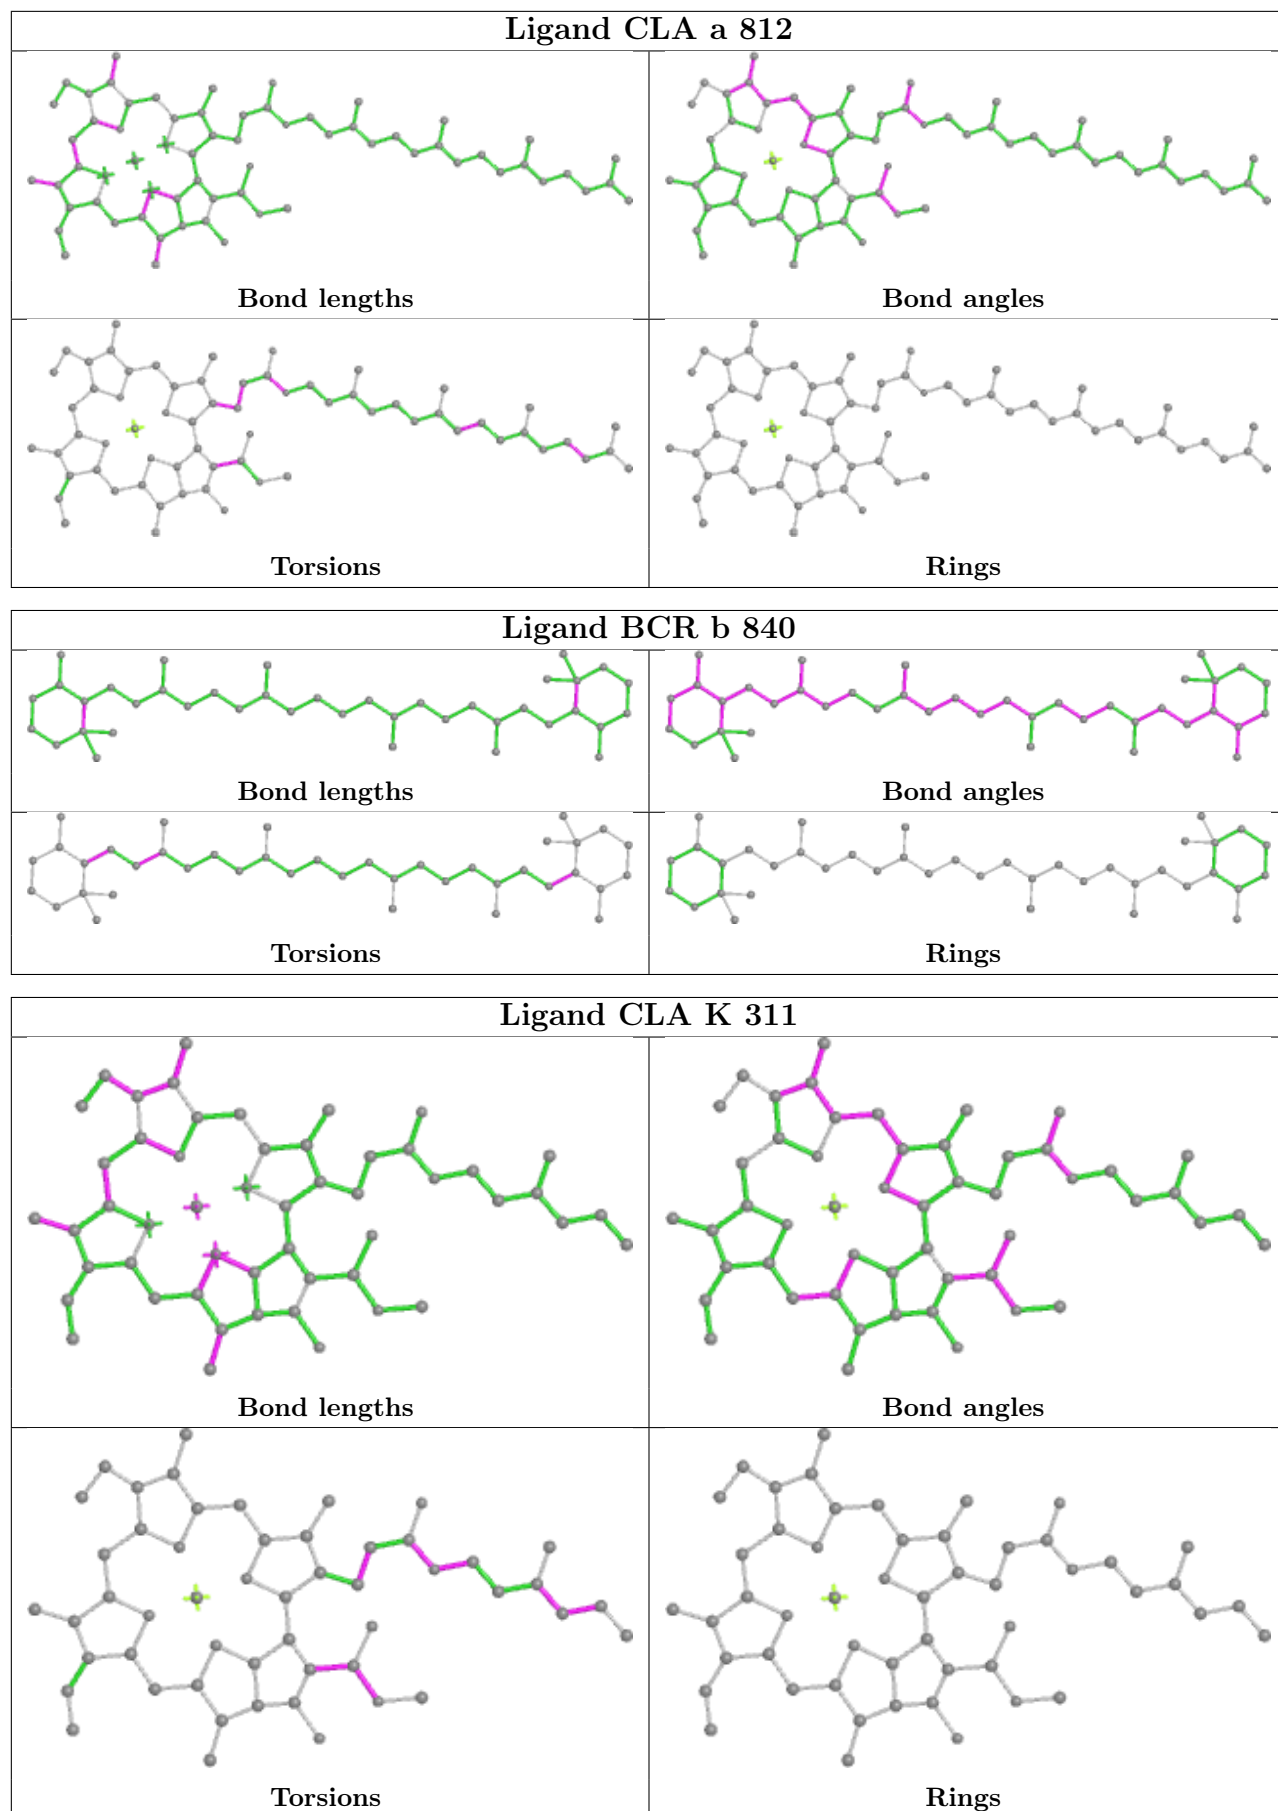 Ligand CLA a 812
Bond lengths
Bond angles
Torsions
Rings
Ligand BCR b 840
Bond lengths
Bond angles
Torsions
Rings
Ligand CLA K 311
Bond lengths
Bond angles
Torsions
Rings